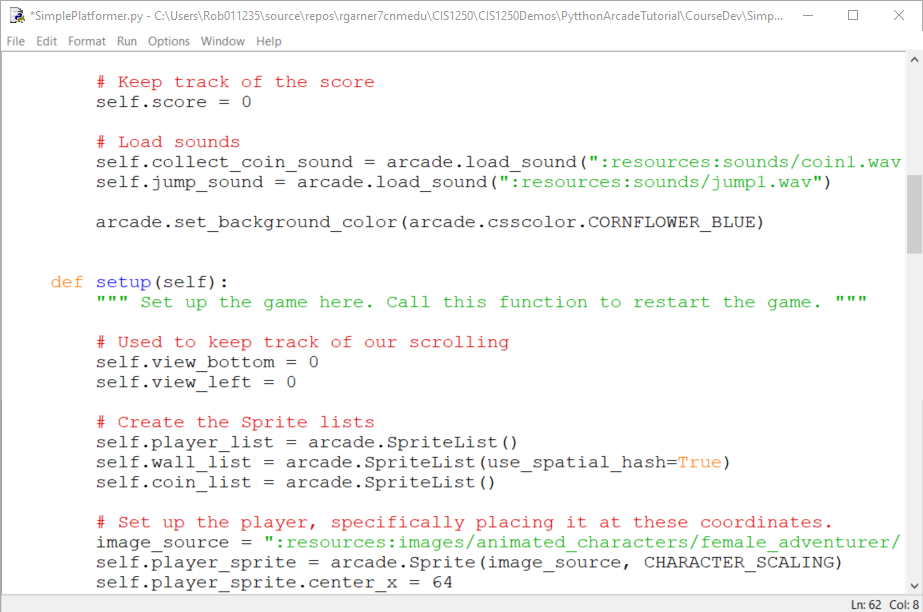 *SimplePlatformer.py - C:\Users\Rob011235\source\repos\rgarner7cnmedu\CIS1250\CIS1250Demos\PytthonArcadeTutorial\CourseDev\Simp...
File Edit Format Run Options Window Help
# Keep track of the score
self.score = 0
# Load sounds
self.collect_coin_sound = arcade.load_sound(":resources:sounds/coin1.wav
self.jump_sound = arcade.load_sound(":resources:sounds/jump1.wav")
arcade.set_background_color(arcade.csscolor.CORNFLOWER_BLUE)
def setup(self):
""" Set up the game here. Call this function to restart the game. """
# Used to keep track of our scrolling
self.view_bottom = 0
self.view_left = 0
# Create the Sprite lists
self.player_list = arcade.SpriteList()
self.wall_list = arcade.SpriteList(use_spatial_hash=True)
self.coin_list = arcade.SpriteList()
# Set up the player, specifically placing it at these coordinates.
image_source = ":resources:images/animated_characters/female_adventurer/
self.player_sprite = arcade.Sprite(image_source, CHARACTER_SCALING)
self.player_sprite.center_x = 64
Ln: 62 Col: 8